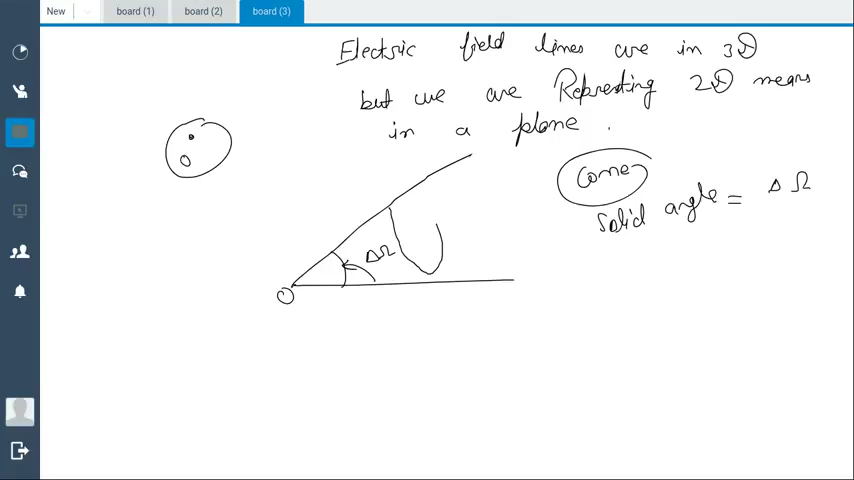 New
board (1)
board (2)
board (3)
Electric field lines are in 3D
but we are Represting 2D means
in a plane.
Cone
Solid angle = ΔΩ
ΔΩ
O
O